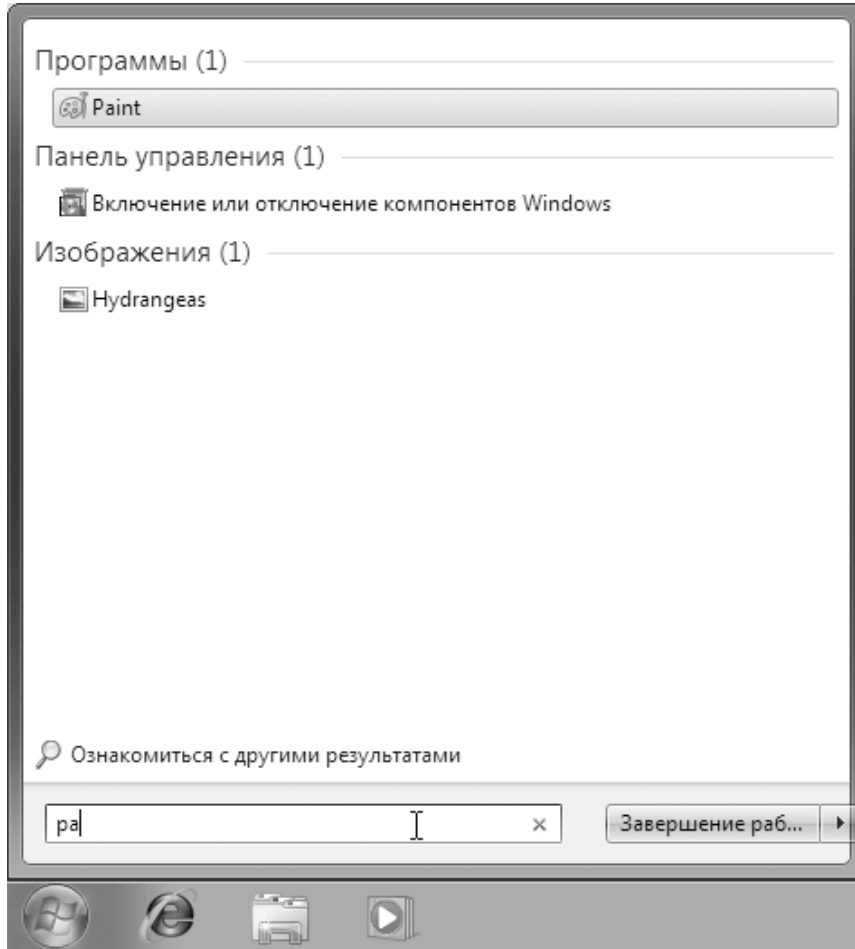 Программы (1)
Paint
Панель управления (1)
Включение или отключение компонентов Windows
Изображения (1)
Hydrangeas
Ознакомиться с другими результатами
pa
Завершение раб...